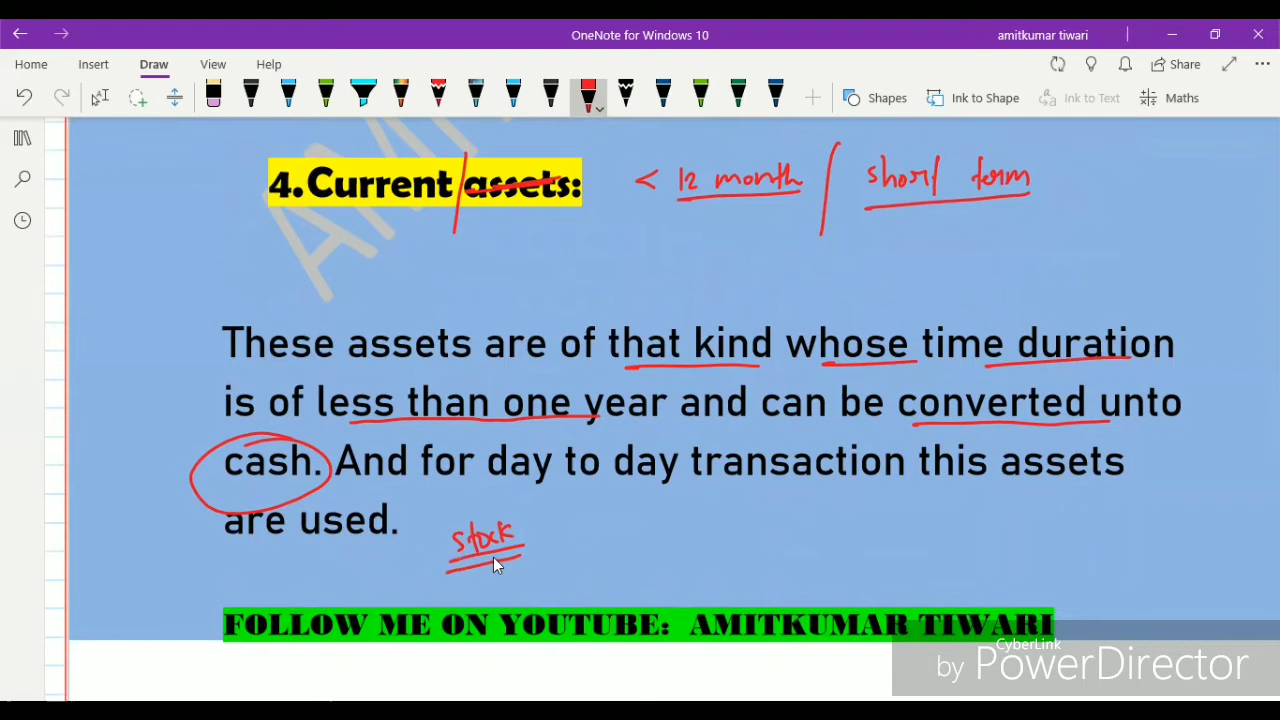 OneNote for Windows 10
amitkumar tiwari
Home Insert Draw View Help
Share
Shapes Ink to Shape Ink to Text Maths
4.Current assets: < 12 month / short term
These assets are of that kind whose time duration
is of less than one year and can be converted unto
cash. And for day to day transaction this assets
are used.
stock
FOLLOW ME ON YOUTUBE: AMITKUMAR TIWARI
CyberLink
by PowerDirector